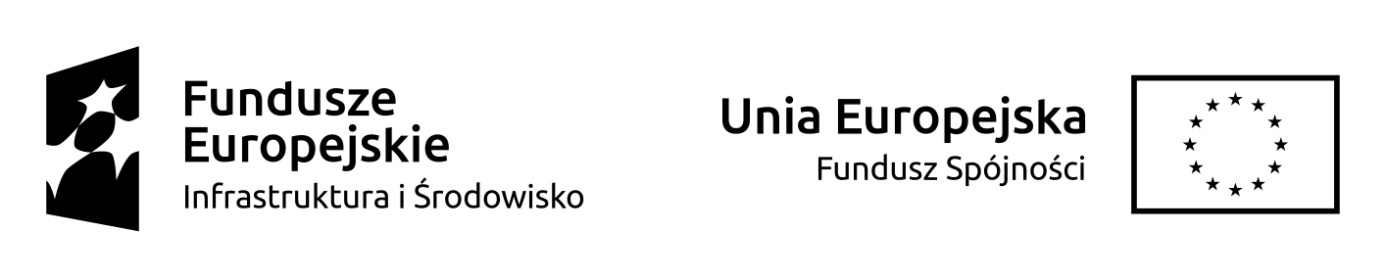 Fundusze
Europejskie
Infrastruktura i Środowisko
Unia Europejska
Fundusz Spójności